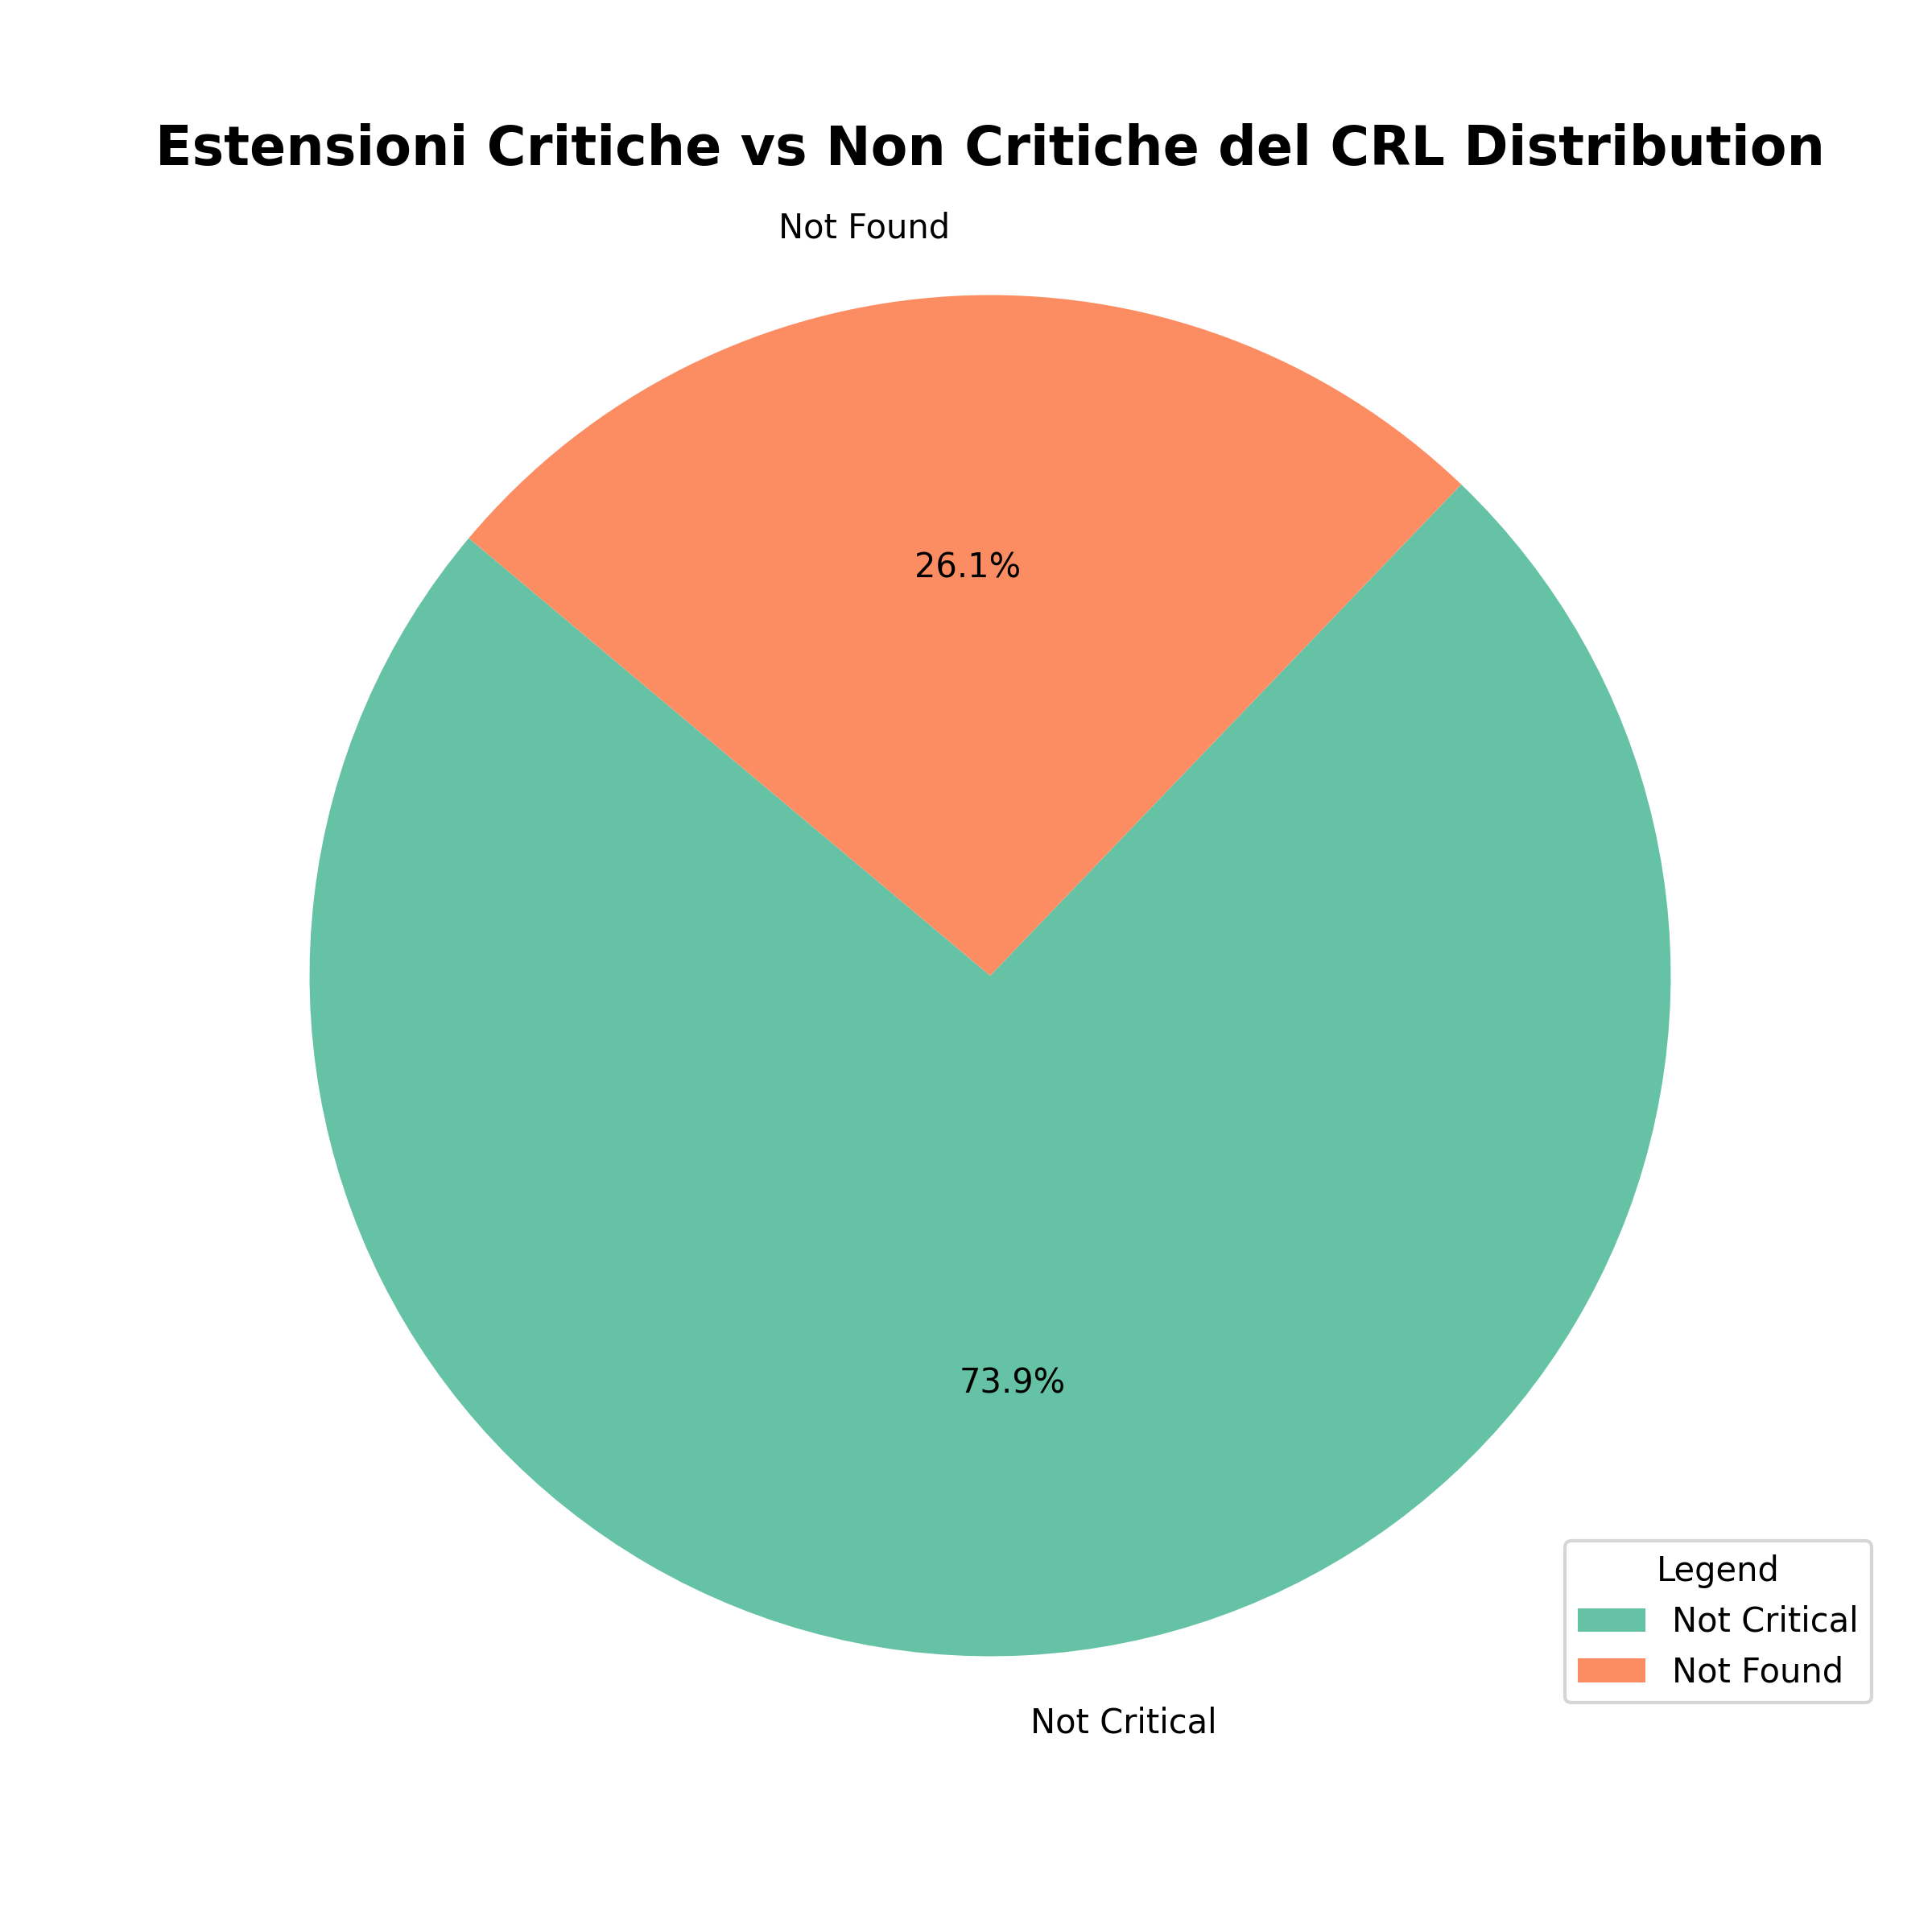 Estensioni Critiche vs Non Critiche del CRL Distribution
Not Found
26.1%
73.9%
Legend
Not Critical
Not Found
Not Critical